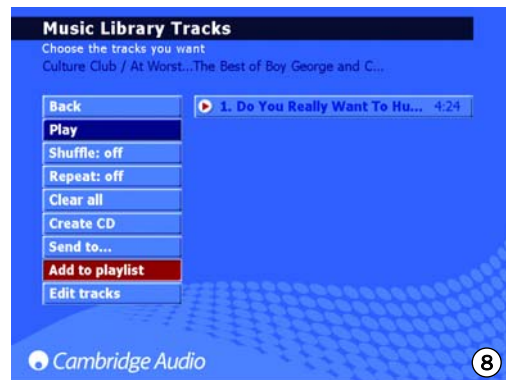 Music Library Tracks
Choose the tracks you want
Culture Club / At Worst...The Best of Boy George and C...
Back
1. Do You Really Want To Hu... 4:24
Play
Shuffle: off
Repeat: off
Clear all
Create CD
Send to...
Add to playlist
Edit tracks
Cambridge Audio
8